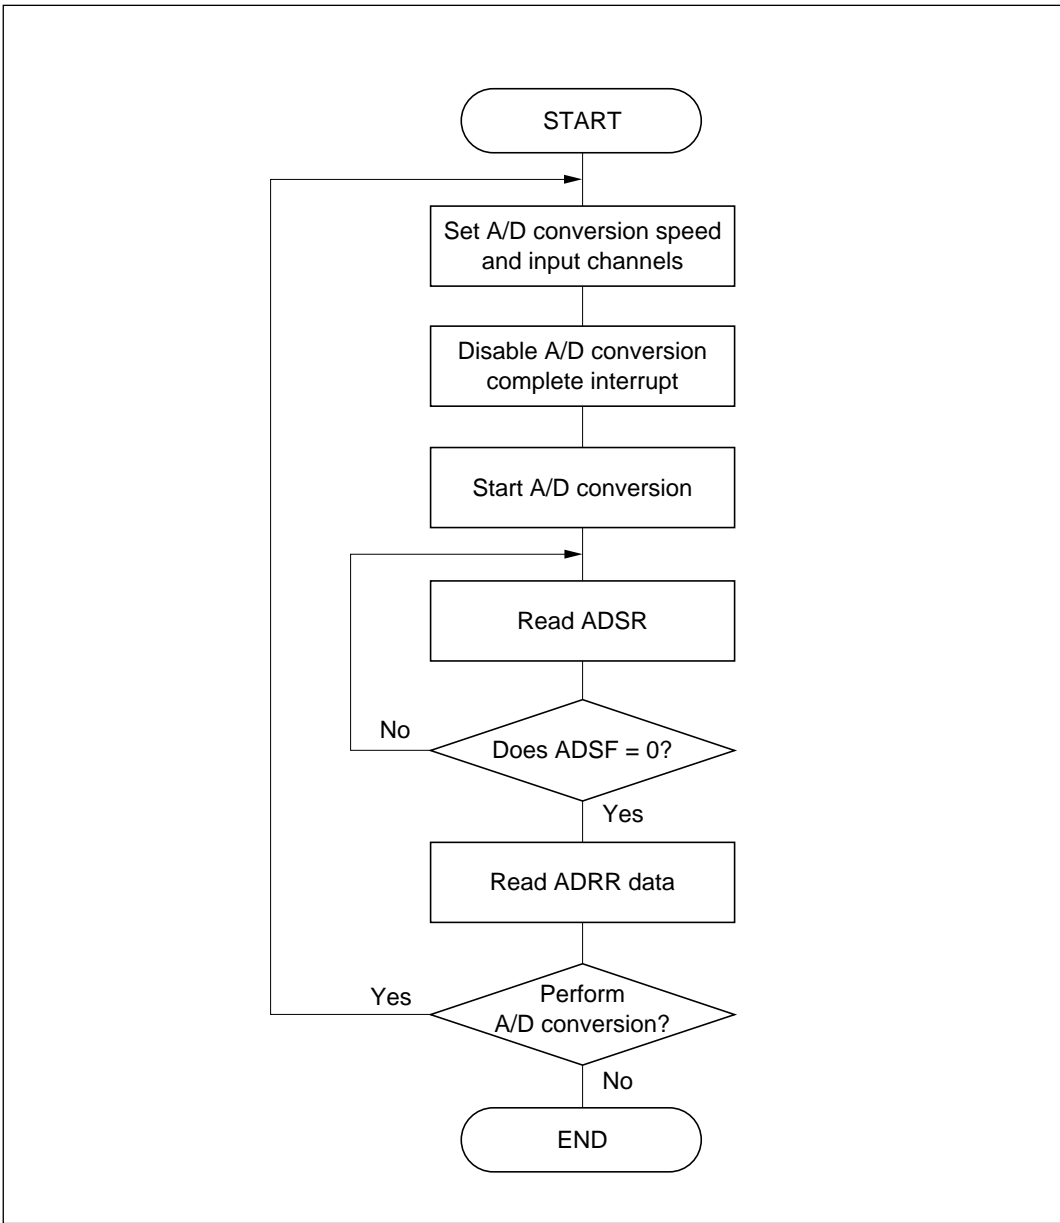 START
Set A/D conversion speed
and input channels
Disable A/D conversion
complete interrupt
Start A/D conversion
Read ADSR
No
Does ADSF = 0?
Yes
Read ADRR data
Yes
Perform
A/D conversion?
No
END